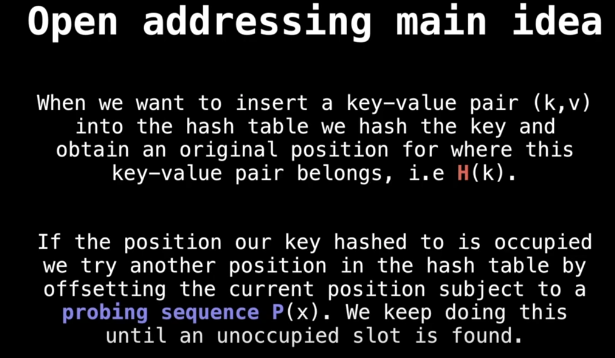 Open addressing main idea
When we want to insert a key-value pair (k,v)
into the hash table we hash the key and
obtain an original position for where this
key-value pair belongs, i.e H(k).
If the position our key hashed to is occupied
we try another position in the hash table by
offsetting the current position subject to a
probing sequence P(x). We keep doing this
until an unoccupied slot is found.